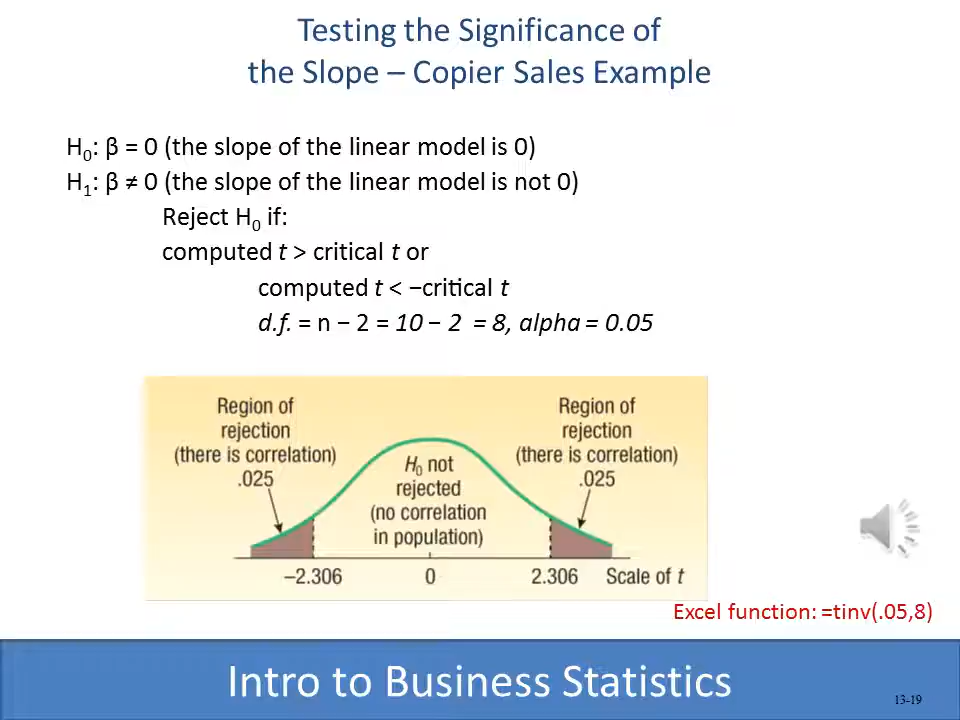 Testing the Significance of
the Slope – Copier Sales Example
H0: β = 0 (the slope of the linear model is 0)
H1: β ≠ 0 (the slope of the linear model is not 0)
Reject H0 if:
computed t > critical t or
computed t < −critical t
d.f. = n − 2 = 10 − 2 = 8, alpha = 0.05
Region of
rejection
(there is correlation)
.025
H0 not
rejected
(no correlation
in population)
Region of
rejection
(there is correlation)
.025
−2.306 0 2.306 Scale of t
Excel function: =tinv(.05,8)
Intro to Business Statistics
13-19